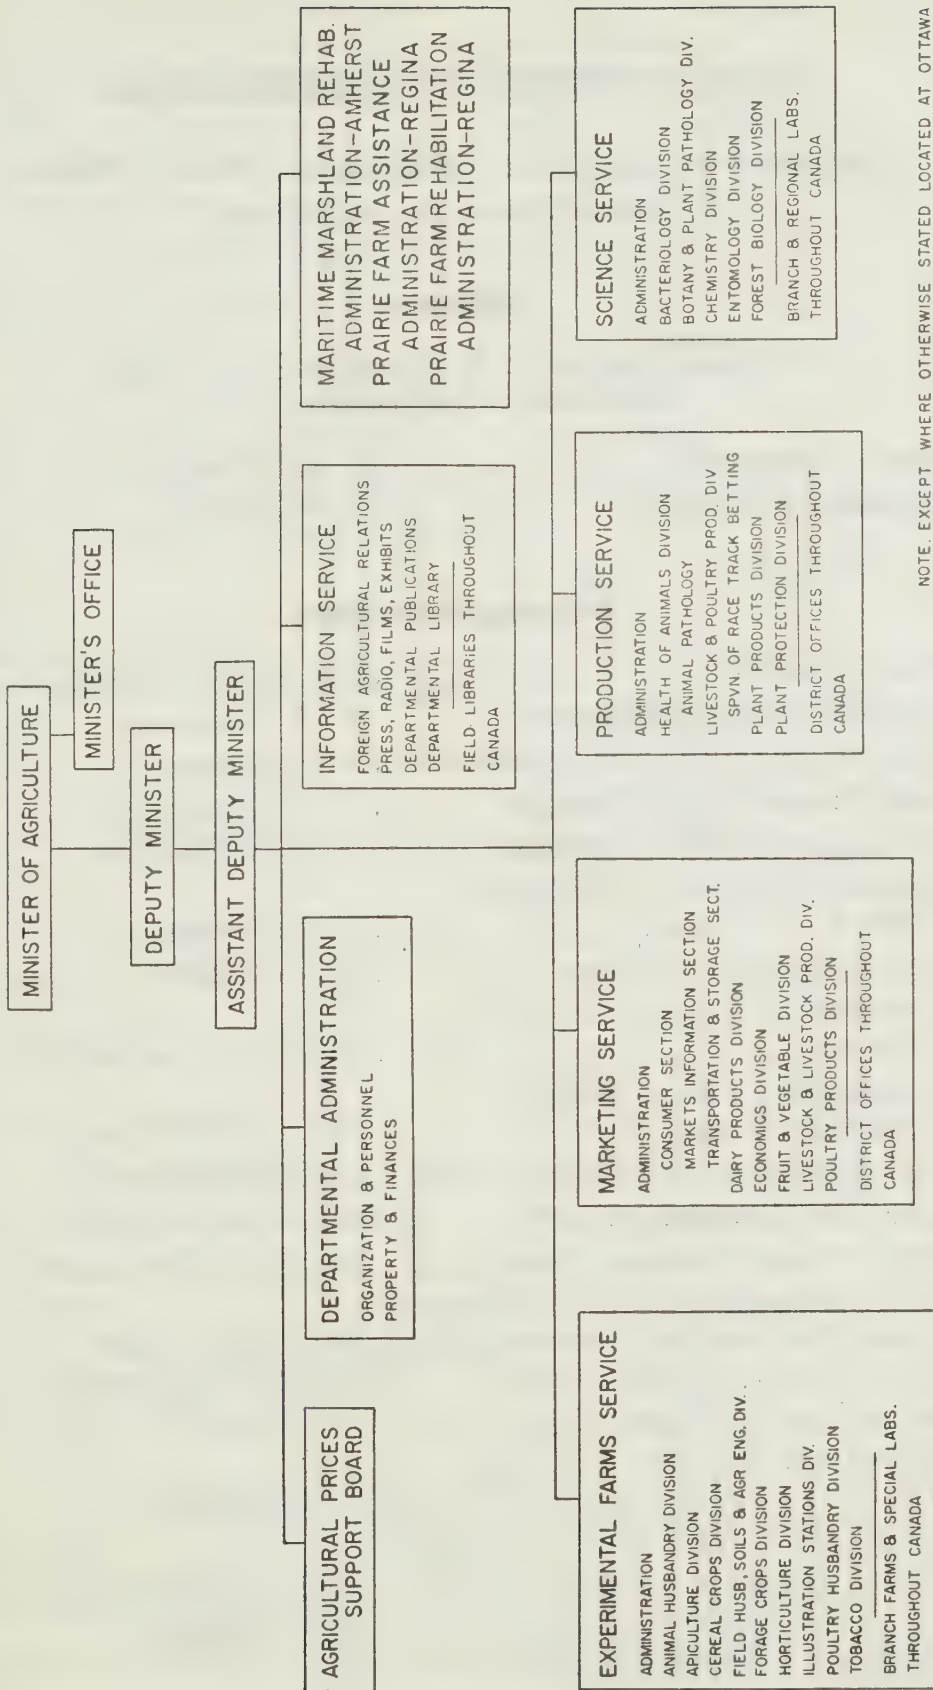 MINISTER OF AGRICULTURE
MINISTER'S OFFICE
DEPUTY MINISTER
ASSISTANT DEPUTY MINISTER
AGRICULTURAL PRICES
SUPPORT BOARD
DEPARTMENTAL ADMINISTRATION
ORGANIZATION & PERSONNEL
PROPERTY & FINANCES
INFORMATION SERVICE
FOREIGN AGRICULTURAL RELATIONS
PRESS, RADIO, FILMS, EXHIBITS
DEPARTMENTAL PUBLICATIONS
DEPARTMENTAL LIBRARY
FIELD LIBRARIES THROUGHOUT
CANADA
MARITIME MARSHLAND REHAB.
ADMINISTRATION-AMHERST
PRAIRIE FARM ASSISTANCE
ADMINISTRATION-REGINA
PRAIRIE FARM REHABILITATION
ADMINISTRATION-REGINA
EXPERIMENTAL FARMS SERVICE
ADMINISTRATION
ANIMAL HUSBANDRY DIVISION
APICULTURE DIVISION
CEREAL CROPS DIVISION
FIELD HUSB, SOILS & AGR ENG. DIV.
FORAGE CROPS DIVISION
HORTICULTURE DIVISION
ILLUSTRATION STATIONS DIV.
POULTRY HUSBANDRY DIVISION
TOBACCO DIVISION
BRANCH FARMS & SPECIAL LABS.
THROUGHOUT CANADA
MARKETING SERVICE
ADMINISTRATION
CONSUMER SECTION
MARKETS INFORMATION SECTION
TRANSPORTATION & STORAGE SECT.
DAIRY PRODUCTS DIVISION
ECONOMICS DIVISION
FRUIT & VEGETABLE DIVISION
LIVESTOCK & LIVESTOCK PROD. DIV.
POULTRY PRODUCTS DIVISION
DISTRICT OFFICES THROUGHOUT
CANADA
PRODUCTION SERVICE
ADMINISTRATION
HEALTH OF ANIMALS DIVISION
ANIMAL PATHOLOGY
LIVESTOCK & POULTRY PROD. DIV
SPVN. OF RACE TRACK BETTING
PLANT PRODUCTS DIVISION
PLANT PROTECTION DIVISION
DISTRICT OFFICES THROUGHOUT
CANADA
SCIENCE SERVICE
ADMINISTRATION
BACTERIOLOGY DIVISION
BOTANY & PLANT PATHOLOGY DIV.
CHEMISTRY DIVISION
ENTOMOLOGY DIVISION
FOREST BIOLOGY DIVISION
BRANCH & REGIONAL LABS.
THROUGHOUT CANADA
NOTE. EXCEPT WHERE OTHERWISE STATED LOCATED AT OTTAWA